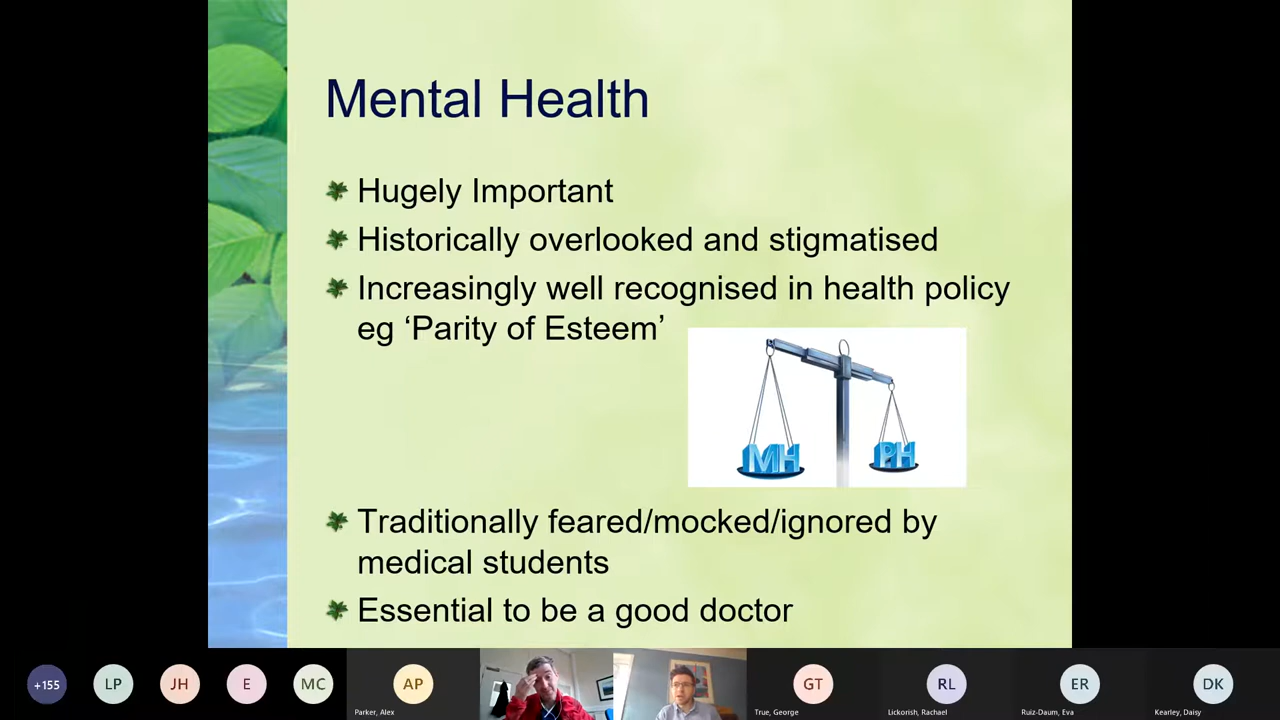 Mental Health
Hugely Important
Historically overlooked and stigmatised
Increasingly well recognised in health policy
eg ‘Parity of Esteem’
MH
PH
Traditionally feared/mocked/ignored by
medical students
Essential to be a good doctor
+155
LP
JH
E
MC
AP
GT
RL
ER
DK
Parker, Alex
True, George
Lickorish, Rachael
Ruiz-Daum, Eva
Kearley, Daisy